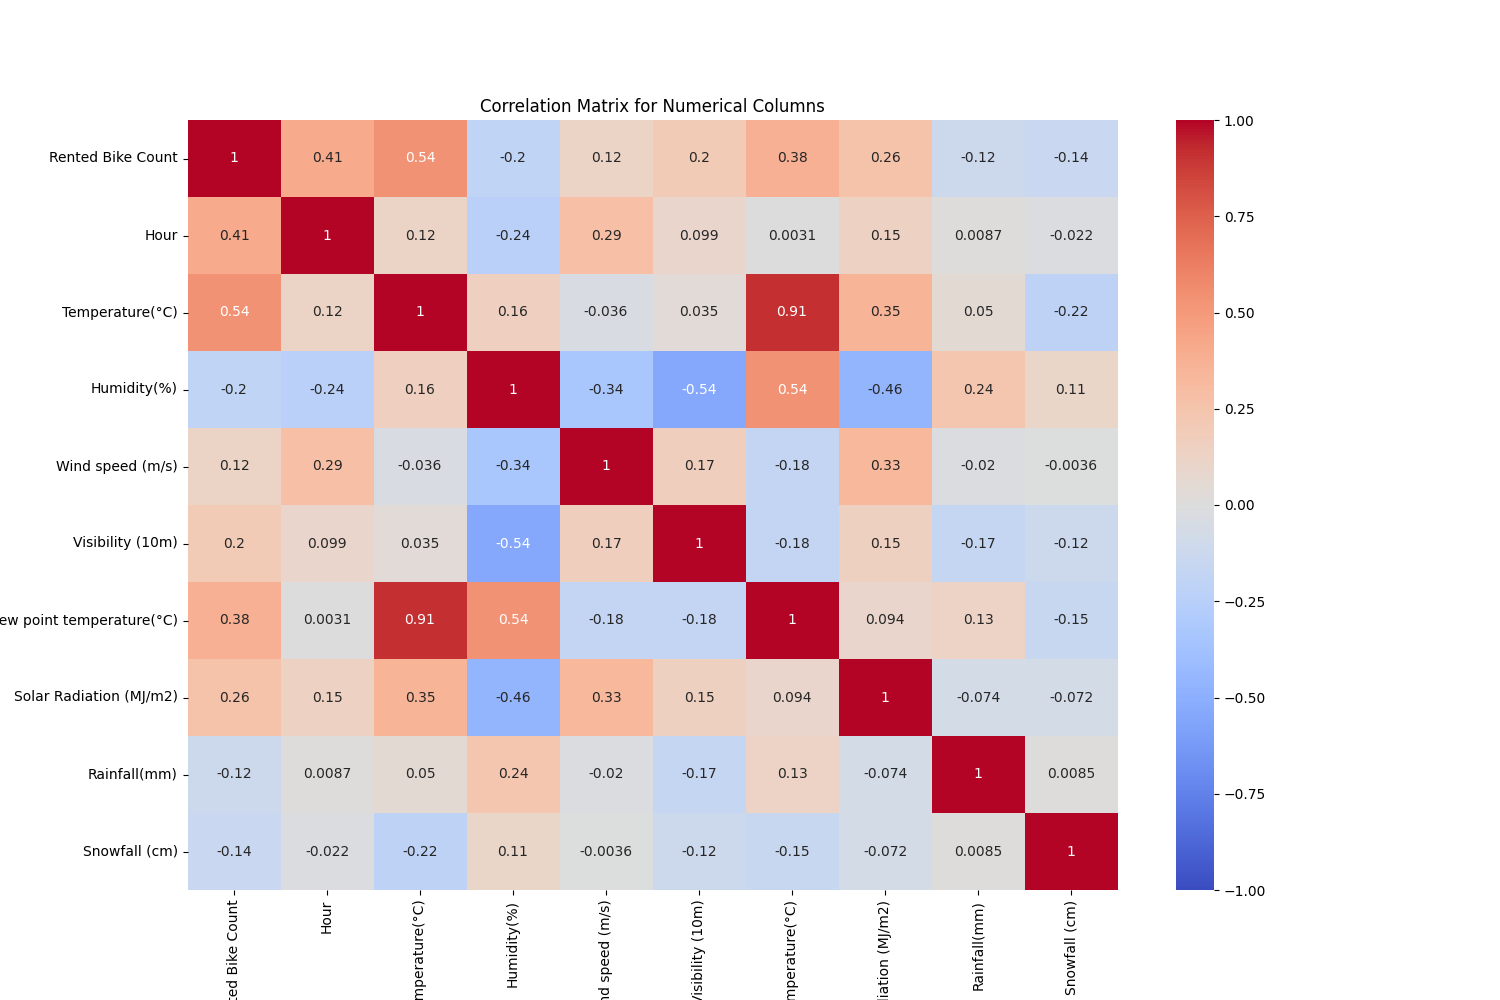 Correlation Matrix for Numerical Columns
Rented Bike Count 1 0.41 0.54 -0.2 0.12 0.2 0.38 0.26 -0.12 -0.14
Hour 0.41 1 0.12 -0.24 0.29 0.099 0.0031 0.15 0.0087 -0.022
Temperature(°C) 0.54 0.12 1 0.16 -0.036 0.035 0.91 0.35 0.05 -0.22
Humidity(%) -0.2 -0.24 0.16 1 -0.34 -0.54 0.54 -0.46 0.24 0.11
Wind speed (m/s) 0.12 0.29 -0.036 -0.34 1 0.17 -0.18 0.33 -0.02 -0.0036
Visibility (10m) 0.2 0.099 0.035 -0.54 0.17 1 -0.18 0.15 -0.17 -0.12
ew point temperature(°C) 0.38 0.0031 0.91 0.54 -0.18 -0.18 1 0.094 0.13 -0.15
Solar Radiation (MJ/m2) 0.26 0.15 0.35 -0.46 0.33 0.15 0.094 1 -0.074 -0.072
Rainfall(mm) -0.12 0.0087 0.05 0.24 -0.02 -0.17 0.13 -0.074 1 0.0085
Snowfall (cm) -0.14 -0.022 -0.22 0.11 -0.0036 -0.12 -0.15 -0.072 0.0085 1
ted Bike Count
Hour
mperature(°C)
Humidity(%)
nd speed (m/s)
Visibility (10m)
mperature(°C)
diation (MJ/m2)
Rainfall(mm)
Snowfall (cm)
1.00
0.75
0.50
0.25
0.00
−0.25
−0.50
−0.75
−1.00